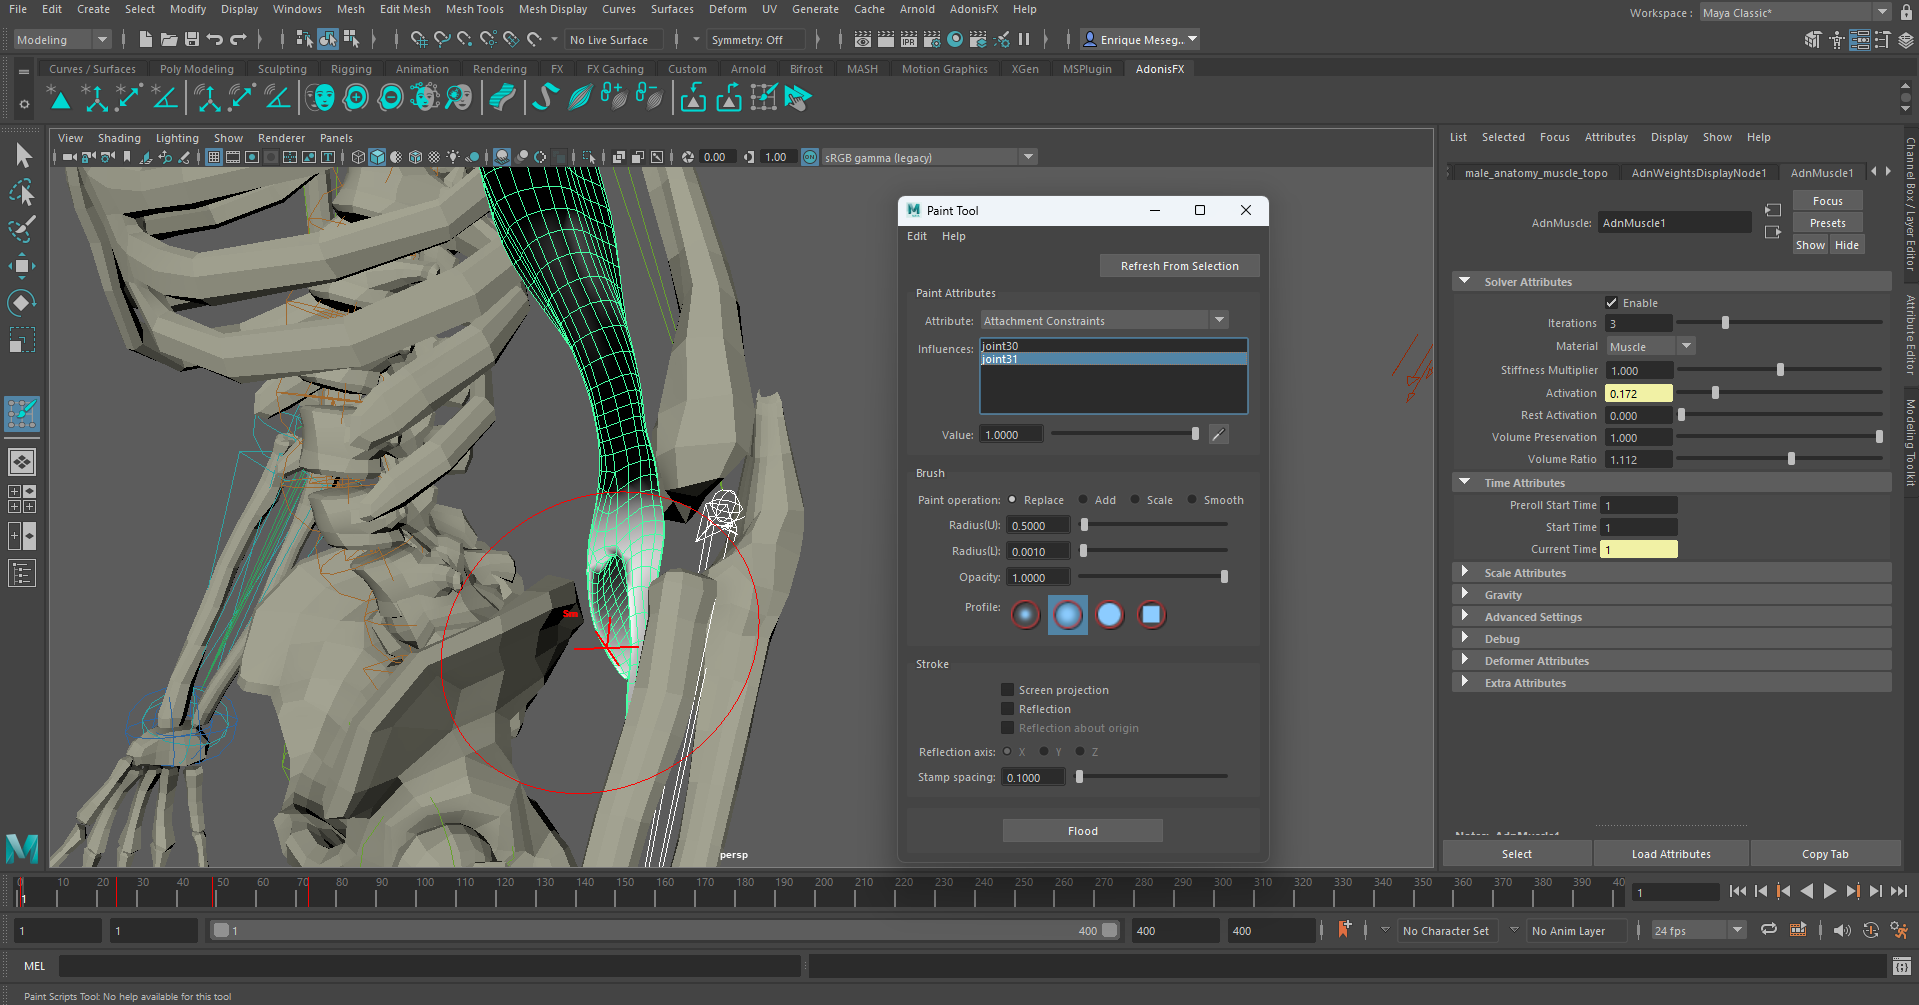 File Edit Create Select Modify Display Windows Mesh Edit Mesh Mesh Tools Mesh Display Curves Surfaces Deform UV Generate Cache Arnold AdonisFX Help
Workspace : Maya Classic*
Modeling No Live Surface Symmetry: Off IPR Enrique Meseg...
Curves / Surfaces Poly Modeling Sculpting Rigging Animation Rendering FX FX Caching Custom Arnold Bifrost MASH Motion Graphics XGen MSPlugin AdonisFX
View Shading Lighting Show Renderer Panels
0.00 1.00 ON sRGB gamma (legacy)
persp
Paint Tool
Edit Help
Refresh From Selection
Paint Attributes
Attribute: Attachment Constraints
Influences: joint30
joint31
Value: 1.0000
Brush
Paint operation: Replace Add Scale Smooth
Radius(U): 0.5000
Radius(L): 0.0010
Opacity: 1.0000
Profile:
Stroke
Screen projection
Reflection
Reflection about origin
Reflection axis: X Y Z
Stamp spacing: 0.1000
Flood
List Selected Focus Attributes Display Show Help
male_anatomy_muscle_topo AdnWeightsDisplayNode1 AdnMuscle1
Focus
AdnMuscle: AdnMuscle1 Presets
Show Hide
Solver Attributes
Enable
Iterations 3
Material Muscle
Stiffness Multiplier 1.000
Activation 0.172
Rest Activation 0.000
Volume Preservation 1.000
Volume Ratio 1.112
Time Attributes
Preroll Start Time 1
Start Time 1
Current Time 1
Scale Attributes
Gravity
Advanced Settings
Debug
Deformer Attributes
Extra Attributes
Notes: AdnMuscle1
Select Load Attributes Copy Tab
Channel Box / Layer Editor
Attribute Editor
Modeling Toolkit
0 10 20 30 40 50 60 70 80 90 100 110 120 130 140 150 160 170 180 190 200 210 220 230 240 250 260 270 280 290 300 310 320 330 340 350 360 370 380 390 40
1
1
1 1 1 400 400 400 No Character Set No Anim Layer 24 fps
MEL
Paint Scripts Tool: No help available for this tool